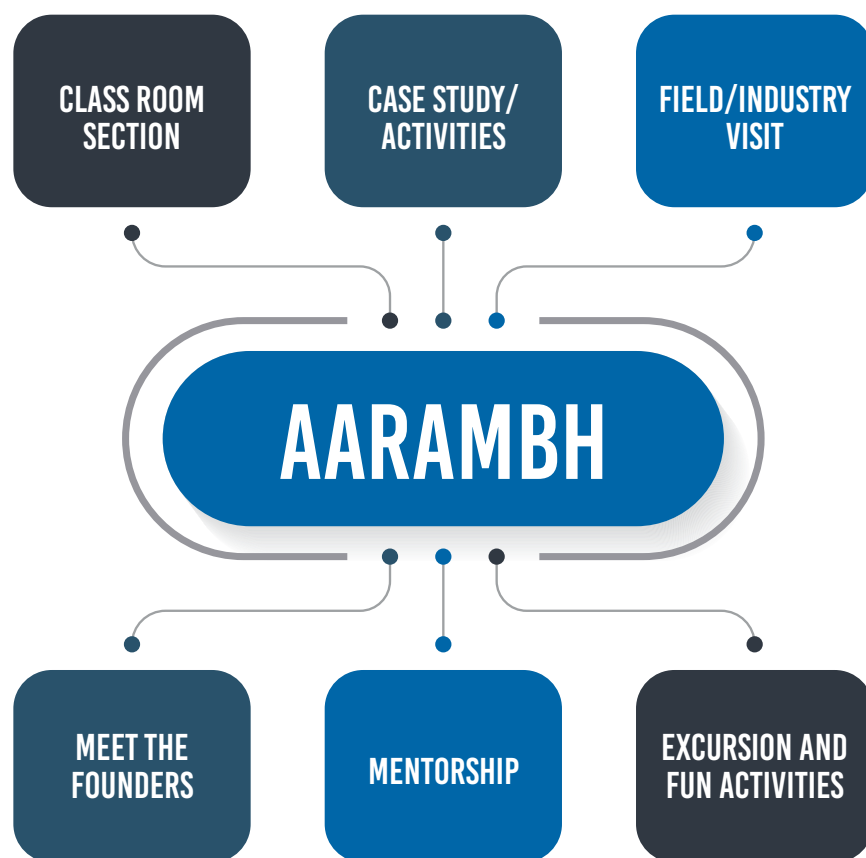 CLASS ROOM
SECTION
CASE STUDY/
ACTIVITIES
FIELD/INDUSTRY
VISIT
AARAMBH
MEET THE
FOUNDERS
MENTORSHIP
EXCURSION AND
FUN ACTIVITIES